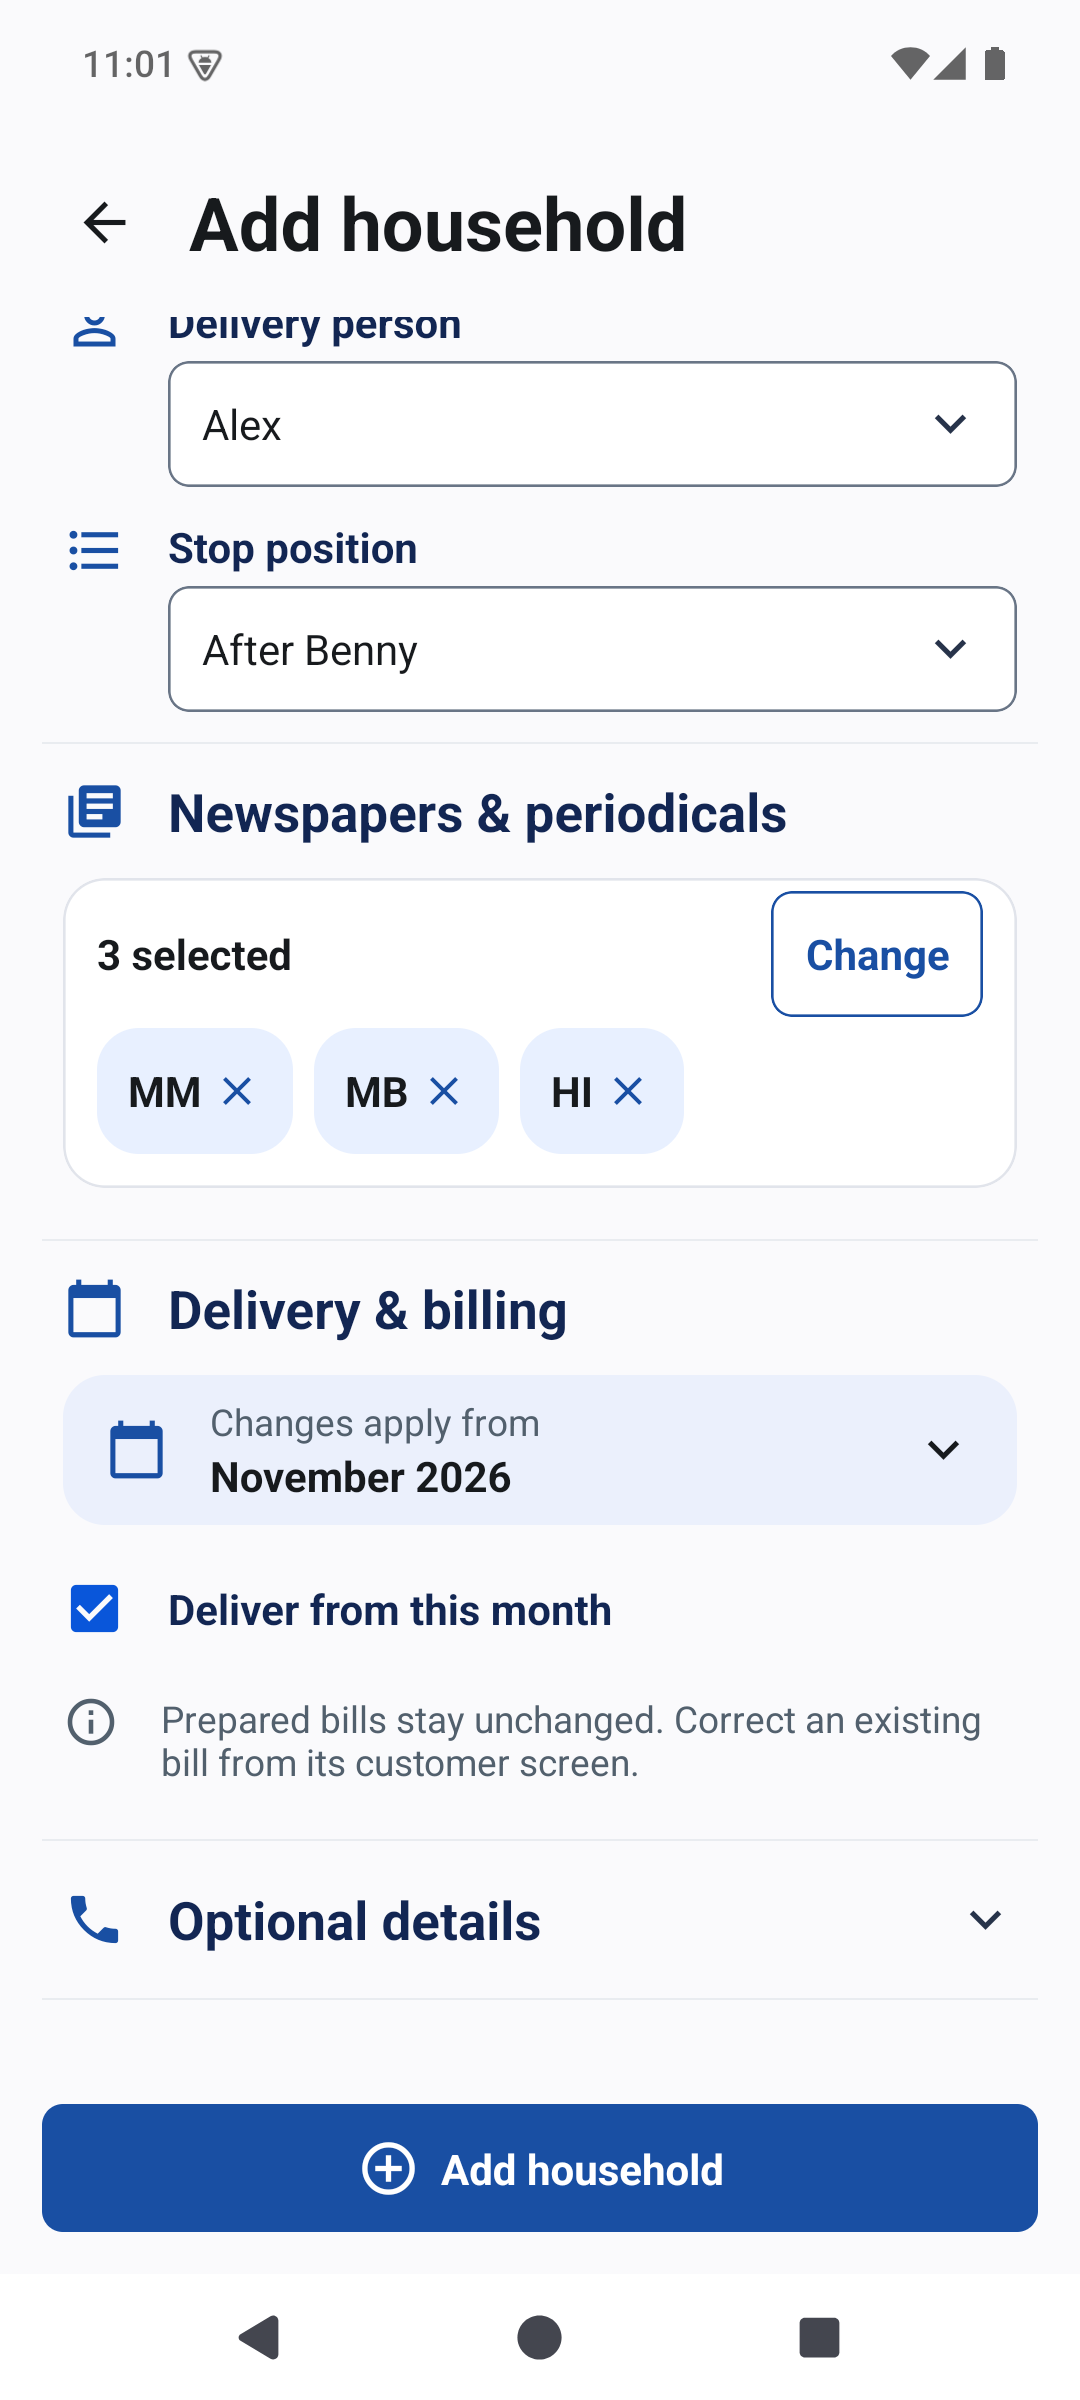 11:01
Add household
Delivery person
Alex
Stop position
After Benny
Newspapers & periodicals
3 selected
Change
MM
MB
HI
Delivery & billing
Changes apply from
November 2026
Deliver from this month
Prepared bills stay unchanged. Correct an existing
bill from its customer screen.
Optional details
Add household